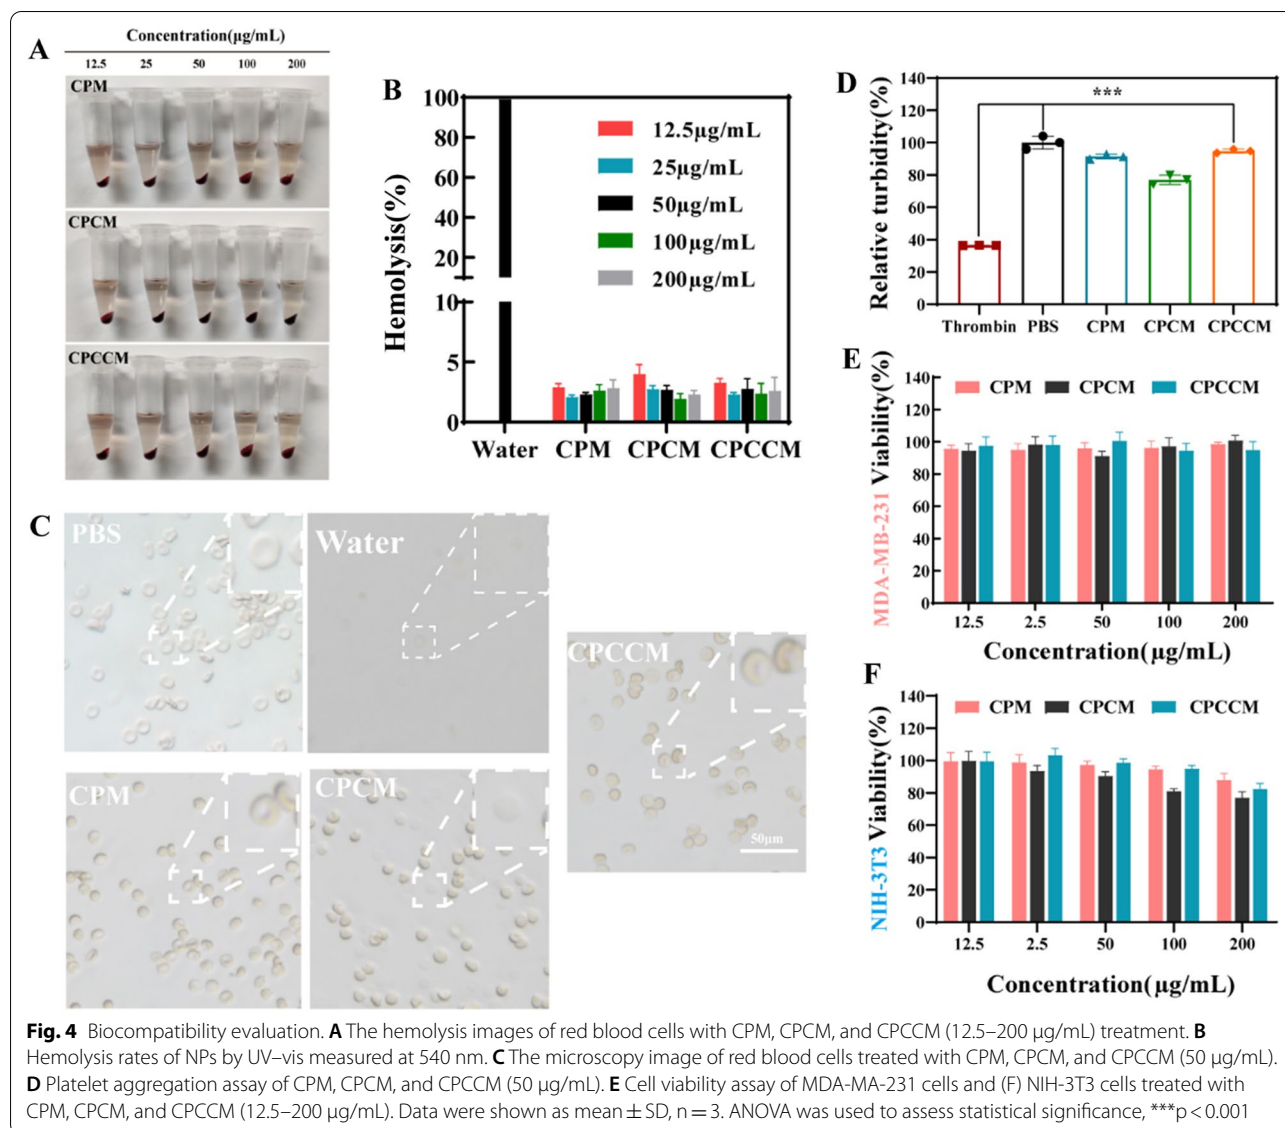 A
Concentration(μg/mL)
12.5 25 50 100 200
CPM
CPCM
CPCCM
B
Hemolysis(%)
100
80
60
40
20
10
5
0
12.5μg/mL
25μg/mL
50μg/mL
100μg/mL
200μg/mL
Water CPM CPCM CPCCM
C
PBS
Water
CPM
CPCM
CPCCM
50μm
D
Relative turbidity(%)
140
120
100
80
60
40
20
0
***
Thrombin PBS CPM CPCM CPCCM
E
MDA-MB-231 Viability(%)
140
120
100
80
60
40
20
0
CPM CPCM CPCCM
12.5 2.5 50 100 200
Concentration(μg/mL)
F
NIH-3T3 Viability(%)
140
120
100
80
60
40
20
0
CPM CPCM CPCCM
12.5 2.5 50 100 200
Concentration(μg/mL)
Fig. 4 Biocompatibility evaluation. A The hemolysis images of red blood cells with CPM, CPCM, and CPCCM (12.5–200 μg/mL) treatment. B
Hemolysis rates of NPs by UV–vis measured at 540 nm. C The microscopy image of red blood cells treated with CPM, CPCM, and CPCCM (50 μg/mL).
D Platelet aggregation assay of CPM, CPCM, and CPCCM (50 μg/mL). E Cell viability assay of MDA-MA-231 cells and (F) NIH-3T3 cells treated with
CPM, CPCM, and CPCCM (12.5–200 μg/mL). Data were shown as mean ± SD, n = 3. ANOVA was used to assess statistical significance, ***p < 0.001